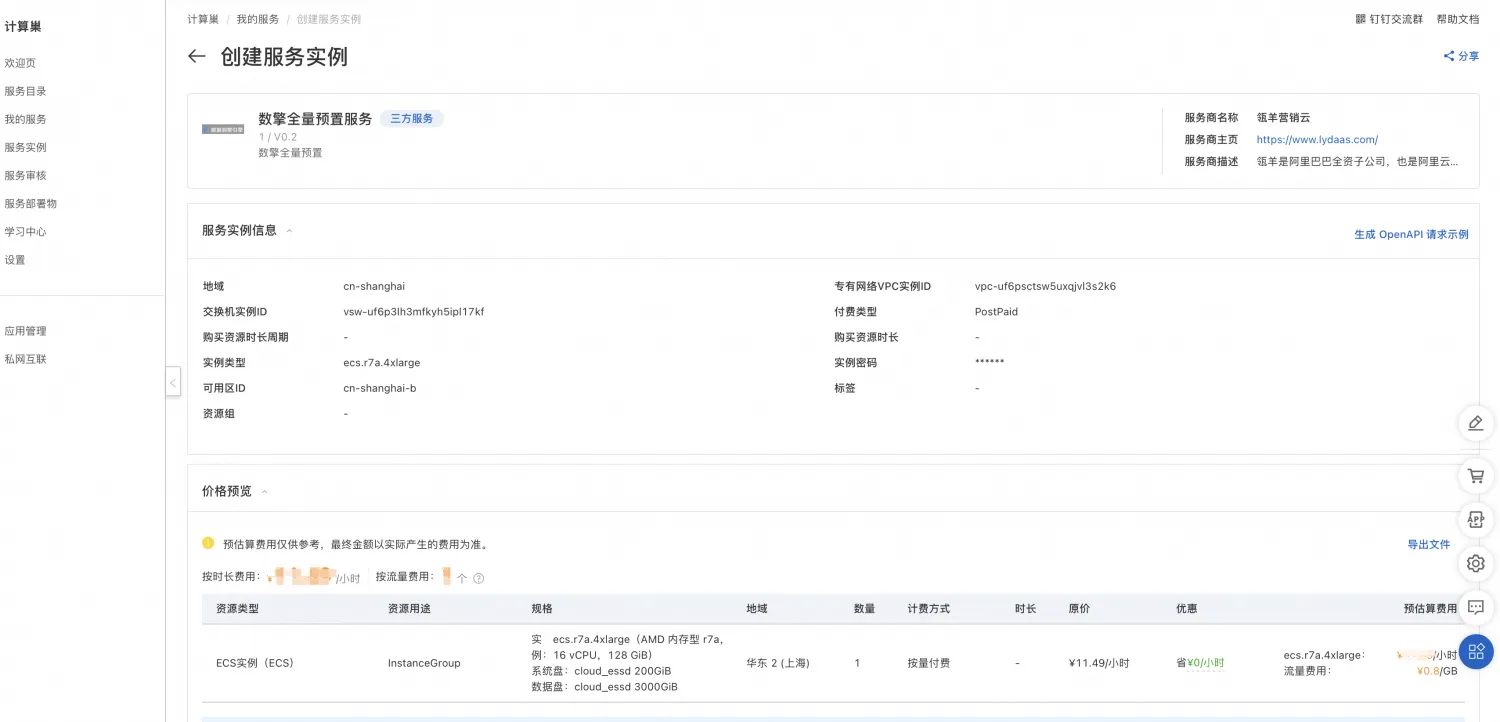 计算巢
欢迎页
服务目录
我的服务
服务实例
服务审核
服务部署物
学习中心
设置
应用管理
私网互联
计算巢 / 我的服务 / 创建服务实例
钉钉交流群 帮助文档
← 创建服务实例
分享
数擎全量预置服务 三方服务
1 / V0.2
数擎全量预置
服务商名称 瓴羊营销云
服务商主页 https://www.lydaas.com/
服务商描述 瓴羊是阿里巴巴全资子公司，也是阿里云...
服务实例信息
生成 OpenAPI 请求示例
地域 cn-shanghai 专有网络VPC实例ID vpc-uf6psctsw5uxqjvl3s2k6
交换机实例ID vsw-uf6p3lh3mfkyh5ipl17kf 付费类型 PostPaid
购买资源时长周期 - 购买资源时长 -
实例类型 ecs.r7a.4xlarge 实例密码 ******
可用区ID cn-shanghai-b 标签 -
资源组 -
价格预览
预估算费用仅供参考，最终金额以实际产生的费用为准。
导出文件
按时长费用： ¥ /小时 按流量费用： 个
资源类型 资源用途 规格 地域 数量 计费方式 时长 原价 优惠 预估算费用
ECS实例（ECS） InstanceGroup
实 ecs.r7a.4xlarge（AMD 内存型 r7a，
例： 16 vCPU，128 GiB）
系统盘： cloud_essd 200GiB
数据盘： cloud_essd 3000GiB
华东 2 (上海) 1 按量付费 - ¥11.49/小时 省¥0/小时
ecs.r7a.4xlarge： ¥ /小时
流量费用： ¥0.8/GB
APP